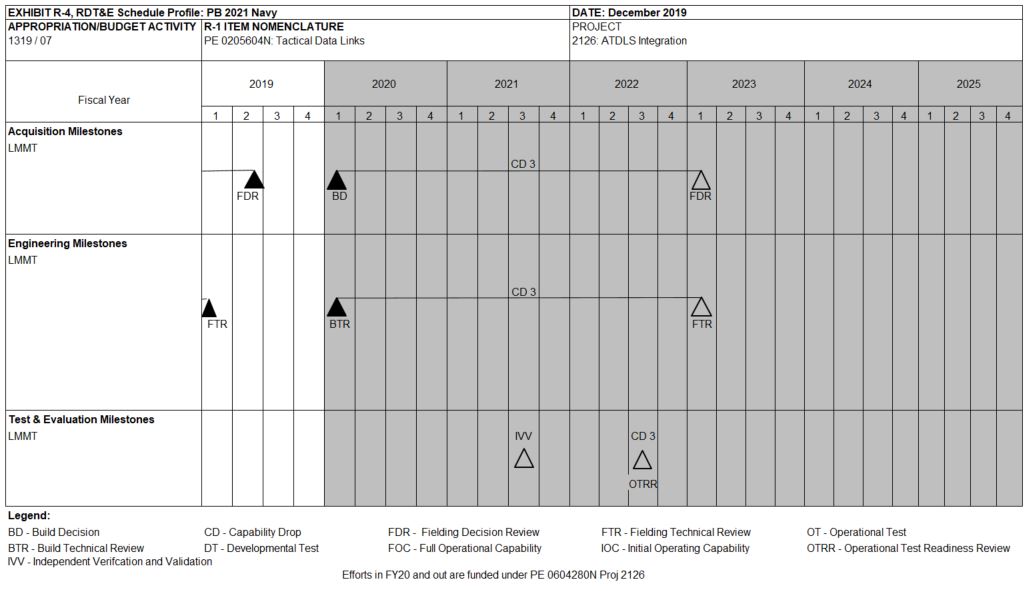 EXHIBIT R-4, RDT&E Schedule Profile: PB 2021 Navy
DATE: December 2019
APPROPRIATION/BUDGET ACTIVITY
R-1 ITEM NOMENCLATURE
PROJECT
1319 / 07
PE 0205604N: Tactical Data Links
2126: ATDLS Integration
Fiscal Year
2019 2020 2021 2022 2023 2024 2025
1 2 3 4 1 2 3 4 1 2 3 4 1 2 3 4 1 2 3 4 1 2 3 4 1 2 3 4
Acquisition Milestones
LMMT
CD 3
FDR BD FDR
Engineering Milestones
LMMT
CD 3
FTR BTR FTR
Test & Evaluation Milestones
LMMT IVV CD 3
OTRR
Legend:
BD - Build Decision CD - Capability Drop FDR - Fielding Decision Review FTR - Fielding Technical Review OT - Operational Test
BTR - Build Technical Review DT - Developmental Test FOC - Full Operational Capability IOC - Initial Operating Capability OTRR - Operational Test Readiness Review
IVV - Independent Verifcation and Validation
Efforts in FY20 and out are funded under PE 0604280N Proj 2126